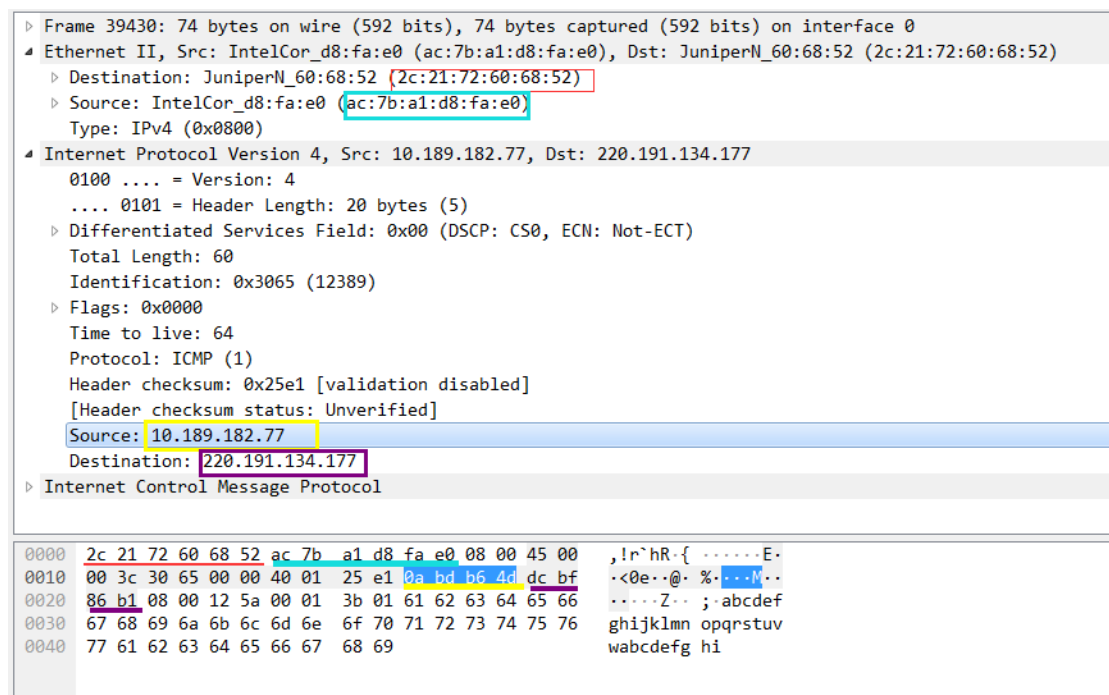 Frame 39430: 74 bytes on wire (592 bits), 74 bytes captured (592 bits) on interface 0
Ethernet II, Src: IntelCor_d8:fa:e0 (ac:7b:a1:d8:fa:e0), Dst: JuniperN_60:68:52 (2c:21:72:60:68:52)
Destination: JuniperN_60:68:52 (2c:21:72:60:68:52)
Source: IntelCor_d8:fa:e0 (ac:7b:a1:d8:fa:e0)
Type: IPv4 (0x0800)
Internet Protocol Version 4, Src: 10.189.182.77, Dst: 220.191.134.177
0100 .... = Version: 4
.... 0101 = Header Length: 20 bytes (5)
Differentiated Services Field: 0x00 (DSCP: CS0, ECN: Not-ECT)
Total Length: 60
Identification: 0x3065 (12389)
Flags: 0x0000
Time to live: 64
Protocol: ICMP (1)
Header checksum: 0x25e1 [validation disabled]
[Header checksum status: Unverified]
Source: 10.189.182.77
Destination: 220.191.134.177
Internet Control Message Protocol
0000 2c 21 72 60 68 52 ac 7b a1 d8 fa e0 08 00 45 00 ,!r`hR·{ ······E·
0010 00 3c 30 65 00 00 40 01 25 e1 0a bd b6 4d dc bf ·<0e··@· %····M··
0020 86 b1 08 00 12 5a 00 01 3b 01 61 62 63 64 65 66 ·····Z·· ;·abcdef
0030 67 68 69 6a 6b 6c 6d 6e 6f 70 71 72 73 74 75 76 ghijklmn opqrstuv
0040 77 61 62 63 64 65 66 67 68 69 wabcdefg hi